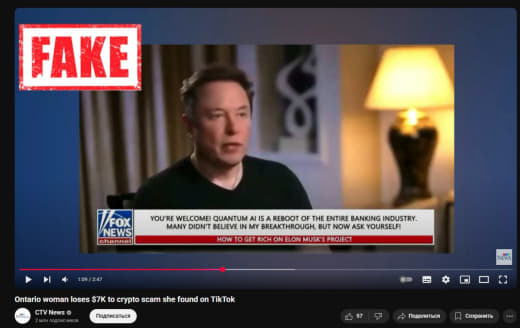 FAKE
FOX
NEWS
channel
YOU'RE WELCOME! QUANTUM AI IS A REBOOT OF THE ENTIRE BANKING INDUSTRY.
MANY DIDN'T BELIEVE IN MY BREAKTHROUGH, BUT NOW ASK YOURSELF!
HOW TO GET RICH ON ELON MUSK'S PROJECT
NEWS
1:09 / 2:47
Ontario woman loses $7K to crypto scam she found on TikTok
CTV News
2 млн подписчиков
Подписаться
57
Поделиться
Сохранить